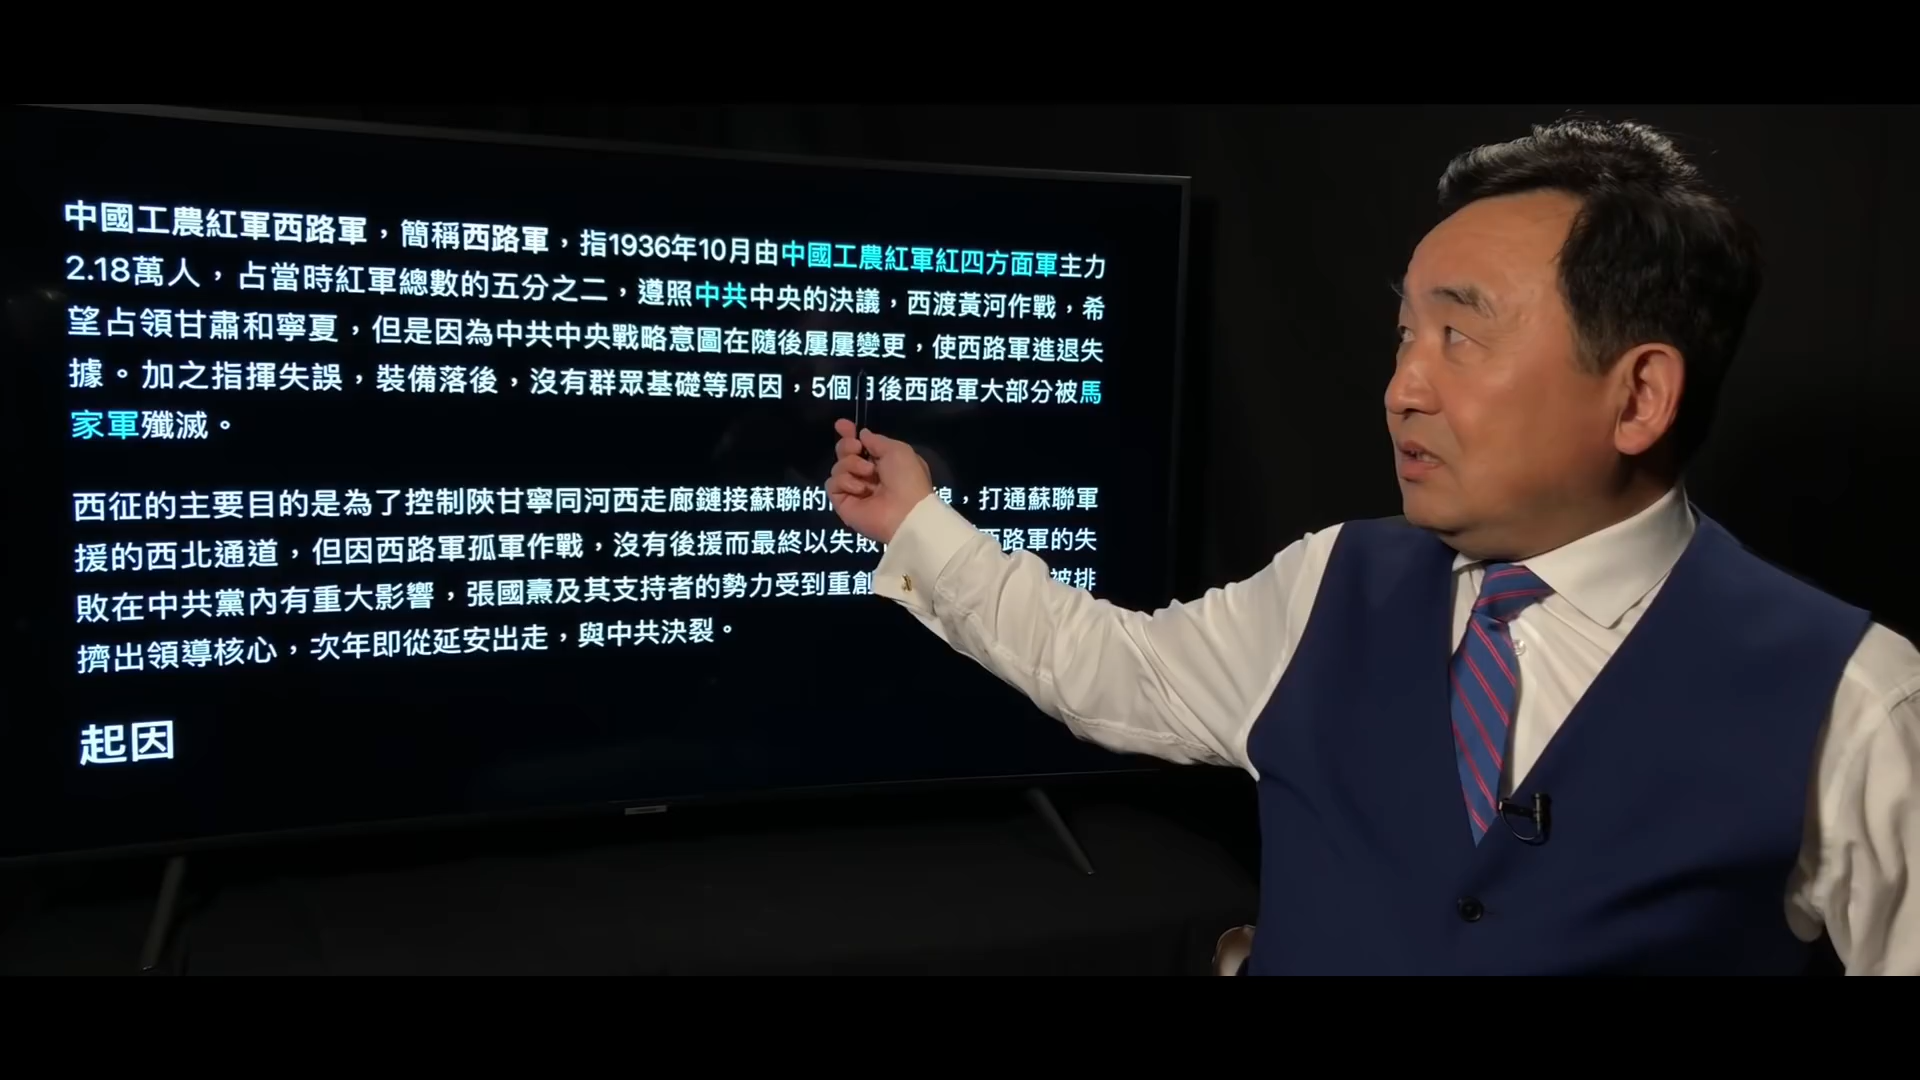 中國工農紅軍西路軍，簡稱西路軍，指1936年10月由中國工農紅軍紅四方面軍主力
2.18萬人，占當時紅軍總數的五分之二，遵照中共中央的決議，西渡黃河作戰，希
望占領甘肅和寧夏，但是因為中共中央戰略意圖在隨後屢屢變更，使西路軍進退失
據。加之指揮失誤，裝備落後，沒有群眾基礎等原因，5個月後西路軍大部分被馬
家軍殲滅。
西征的主要目的是為了控制陝甘寧同河西走廊鏈接蘇聯的 ，打通蘇聯軍
援的西北通道，但因西路軍孤軍作戰，沒有後援而最終以失敗 西路軍的失
敗在中共黨內有重大影響，張國燾及其支持者的勢力受到重創 被排
擠出領導核心，次年即從延安出走，與中共決裂。
起因